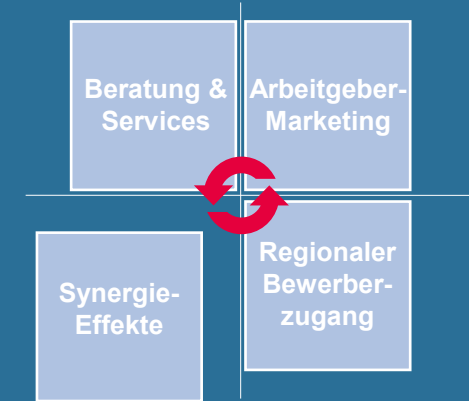 Beratung &
Services
Arbeitgeber-
Marketing
Synergie-
Effekte
Regionaler
Bewerber-
zugang